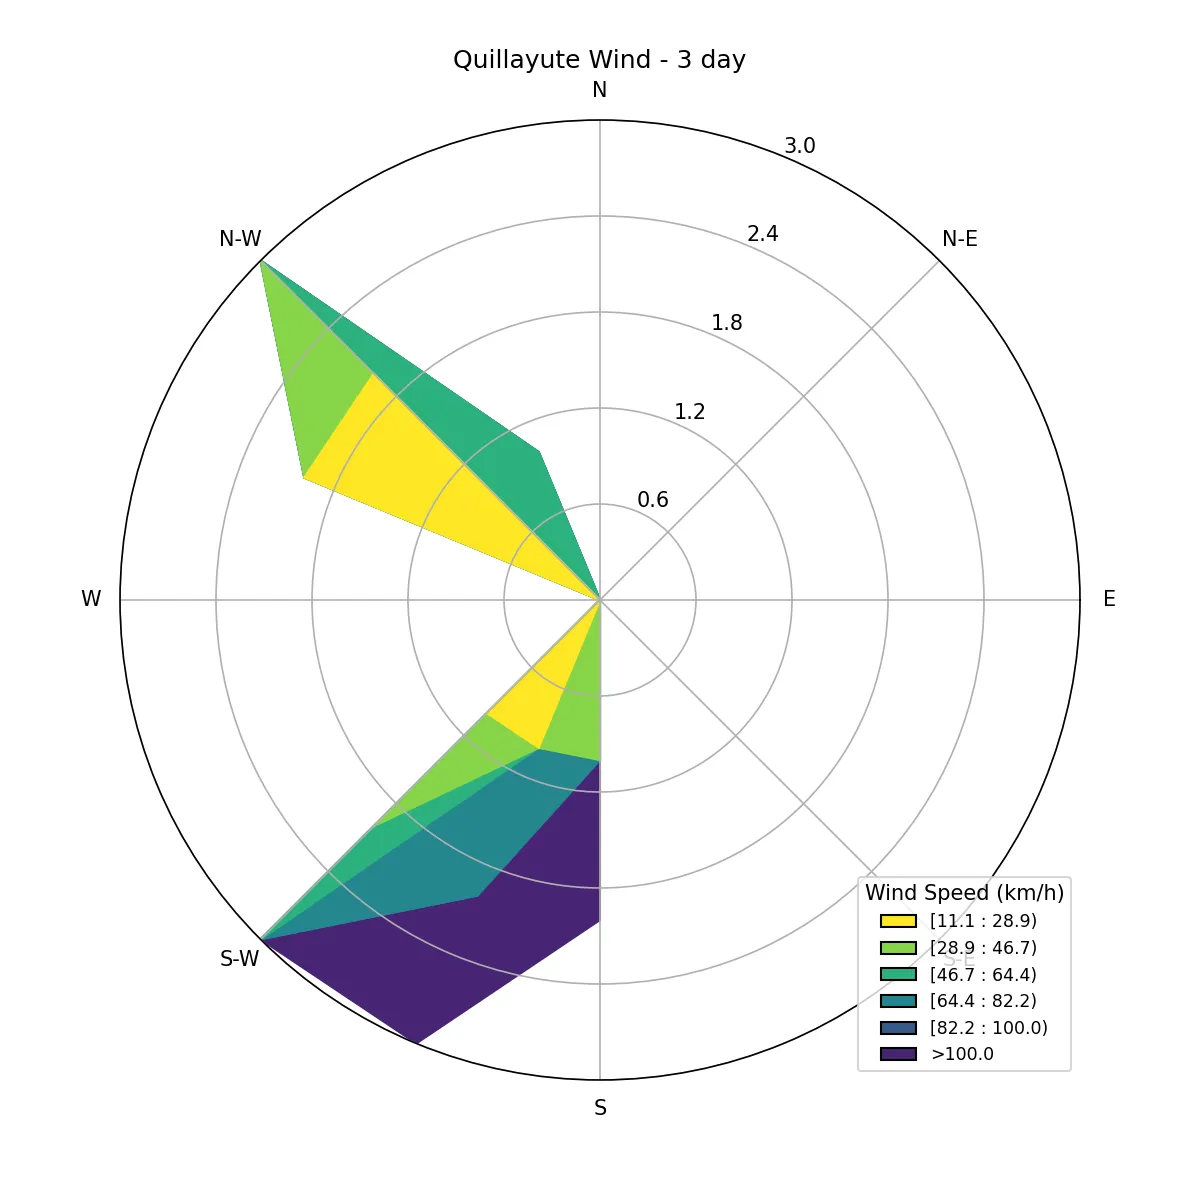 Quillayute Wind - 3 day
N
3.0
N-W
N-E
2.4
1.8
1.2
0.6
W
E
Wind Speed (km/h)
[11.1 : 28.9)
[28.9 : 46.7)
S-W
S-E
[46.7 : 64.4)
[64.4 : 82.2)
[82.2 : 100.0)
>100.0
S